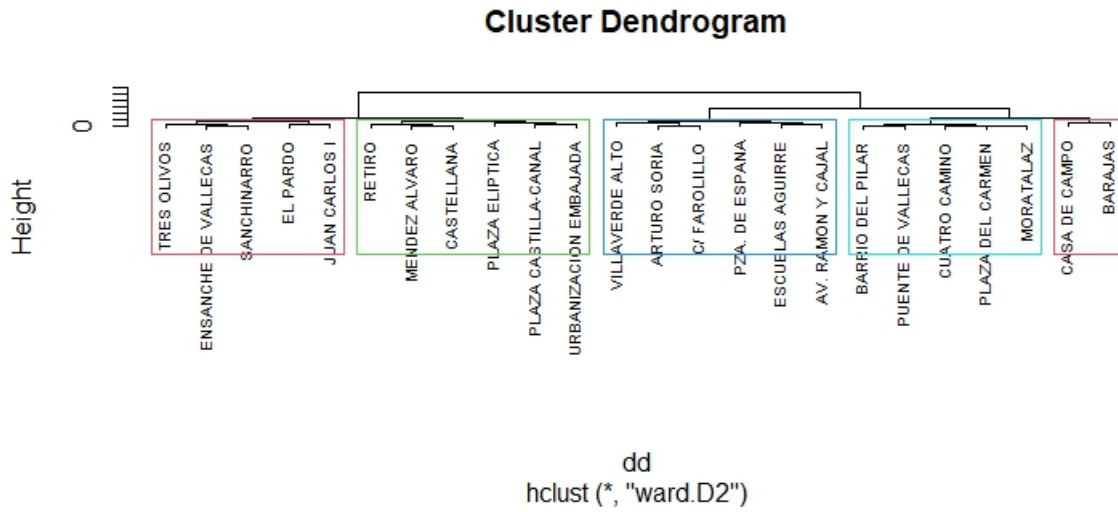 Cluster Dendrogram
Height
0
TRES OLIVOS
ENSANCHE DE VALLECAS
SANCHINARRO
EL PARDO
JUAN CARLOS I
RETIRO
MENDEZ ALVARO
CASTELLANA
PLAZA ELIPTICA
PLAZA CASTILLA-CANAL
URBANIZACION EMBAJADA
VILLAVERDE ALTO
ARTURO SORIA
C/ FAROLILLO
PZA. DE ESPANA
ESCUELAS AGUIRRE
AV. RAMON Y CAJAL
BARRIO DEL PILAR
PUENTE DE VALLECAS
CUATRO CAMINO
PLAZA DEL CARMEN
MORATALAZ
CASA DE CAMPO
BARAJAS
dd
hclust (*, "ward.D2")